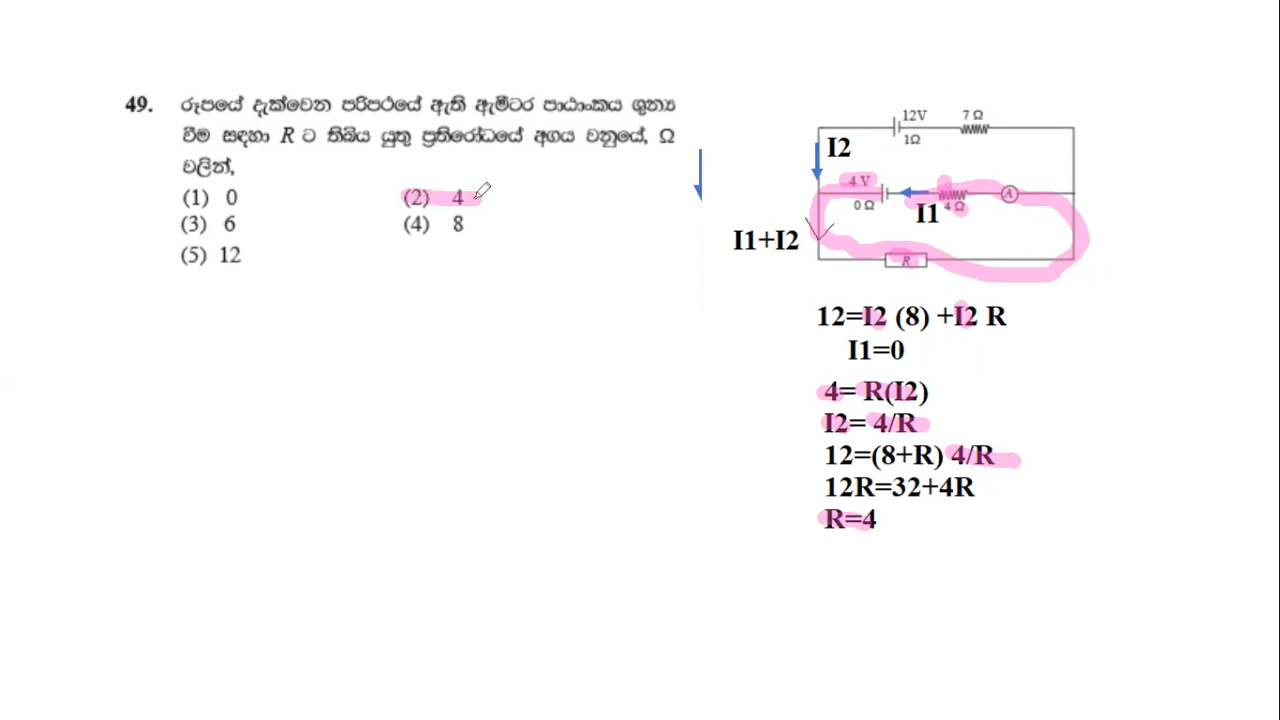 49. රූපයේ දැක්වෙන පරිපථයේ ඇති ඇමීටර පාඨාංකය ශුන්‍ය
වීම සඳහා R ට තිබිය යුතු ප්‍රතිරෝධයේ අගය වනුයේ, Ω
වලින්,
(1) 0 (2) 4
(3) 6 (4) 8
(5) 12
12V 7 Ω
1Ω
I2
4 V
0 Ω I1 4 Ω A
I1+I2
R
12=I2 (8) +I2 R
I1=0
4= R(I2)
I2= 4/R
12=(8+R) 4/R
12R=32+4R
R=4